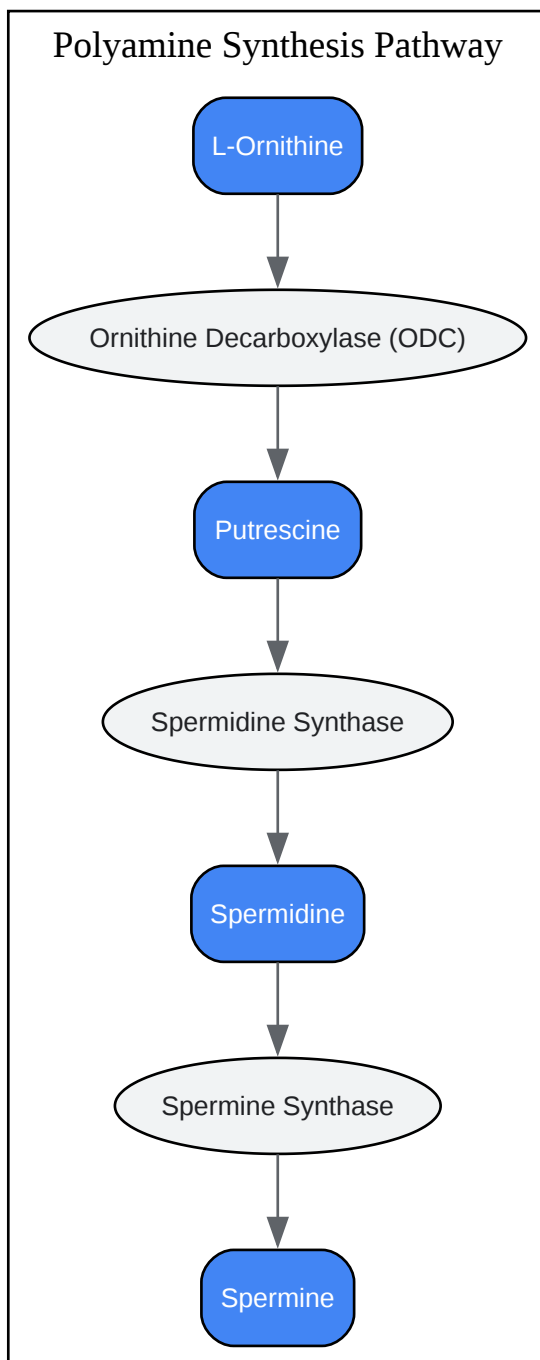 Polyamine Synthesis Pathway
L-Ornithine
Ornithine Decarboxylase (ODC)
Putrescine
Spermidine Synthase
Spermidine
Spermine Synthase
Spermine